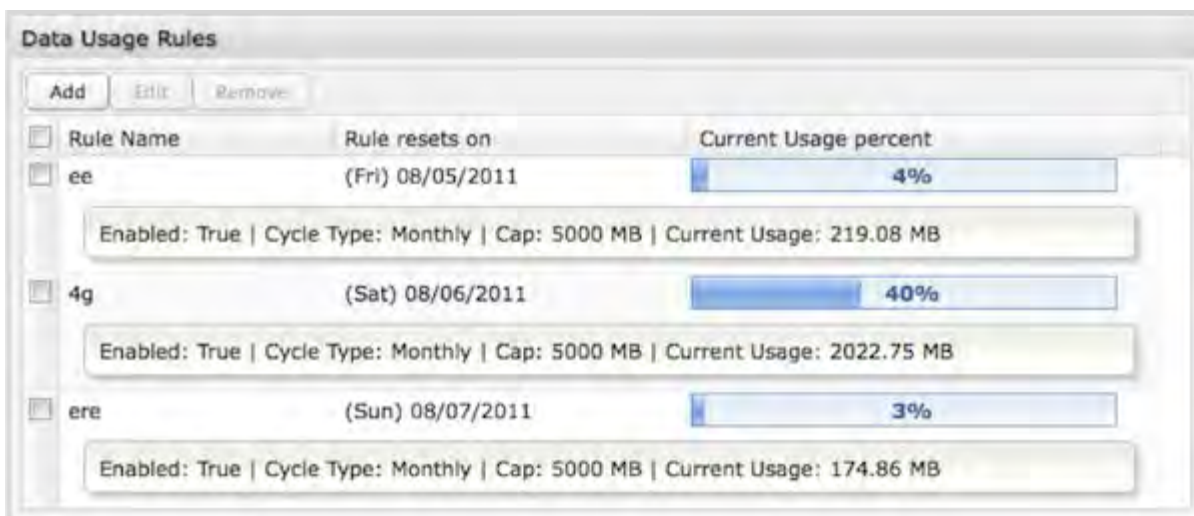 Data Usage Rules
Add Edit Remove
Rule Name Rule resets on Current Usage percent
ee (Fri) 08/05/2011 4%
Enabled: True | Cycle Type: Monthly | Cap: 5000 MB | Current Usage: 219.08 MB
4g (Sat) 08/06/2011 40%
Enabled: True | Cycle Type: Monthly | Cap: 5000 MB | Current Usage: 2022.75 MB
ere (Sun) 08/07/2011 3%
Enabled: True | Cycle Type: Monthly | Cap: 5000 MB | Current Usage: 174.86 MB